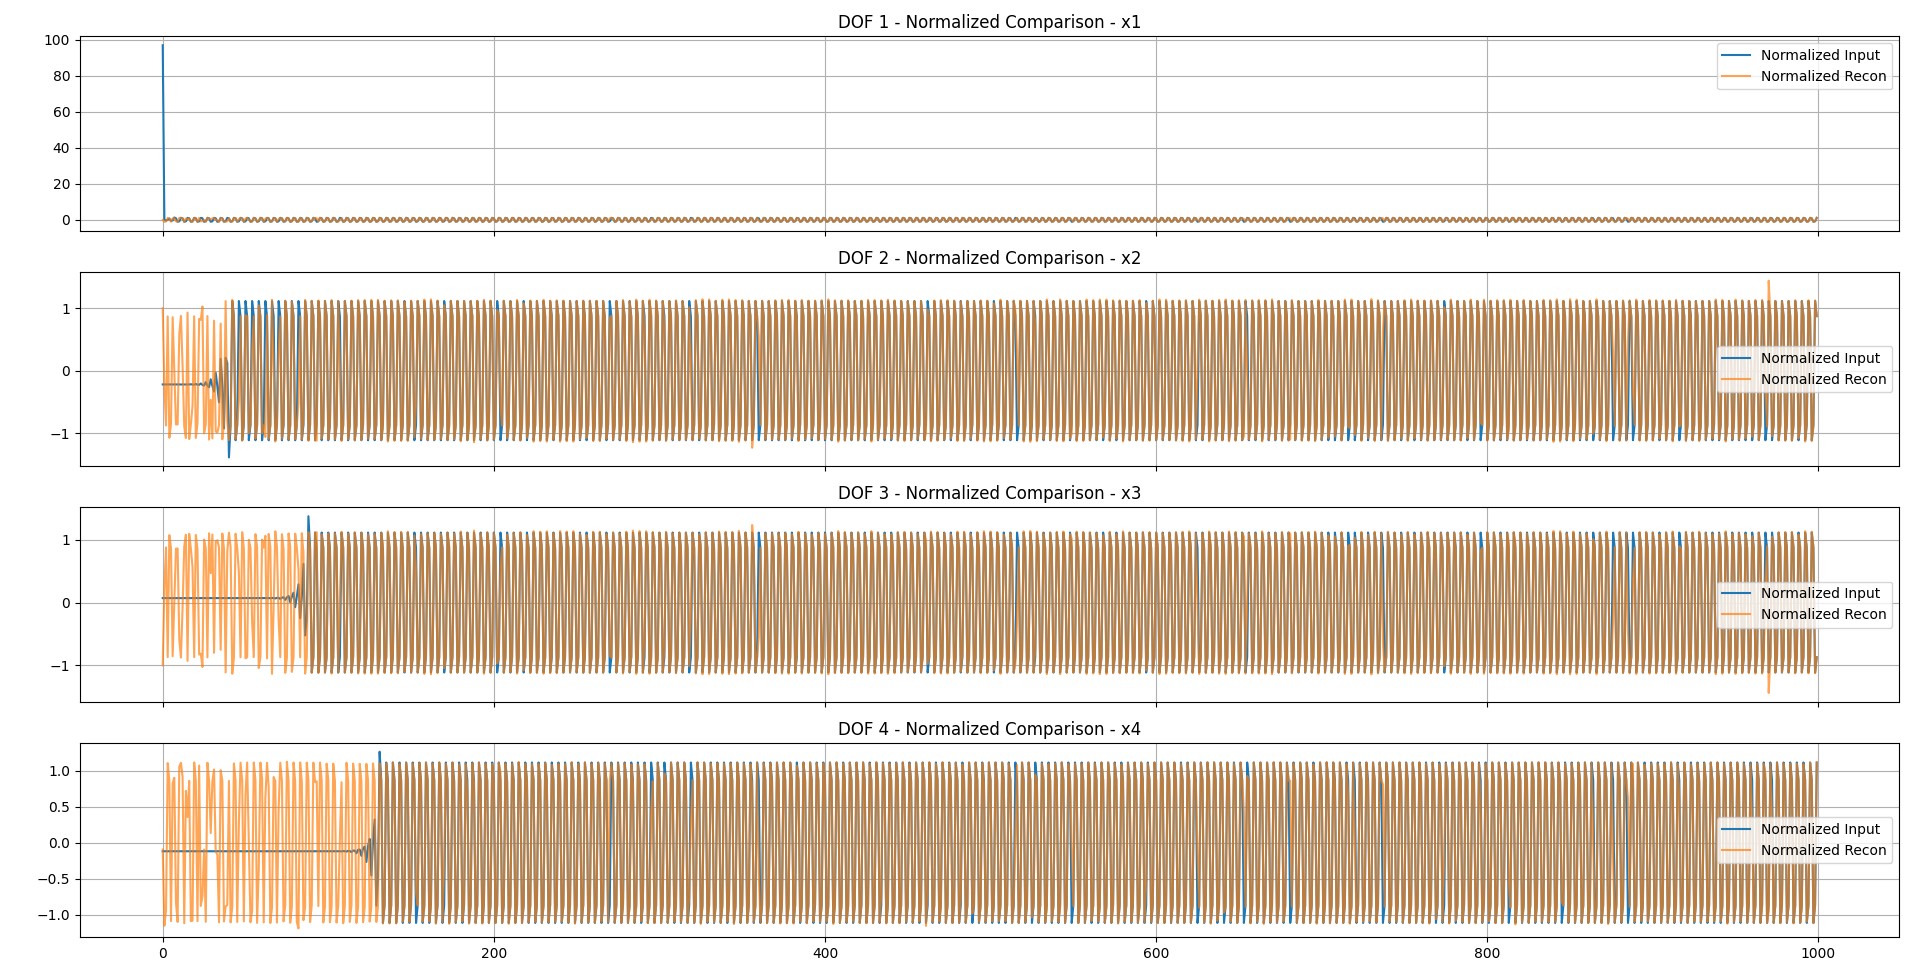 DOF 1 - Normalized Comparison - x1
100
80
60
40
20
0
Normalized Input
Normalized Recon
DOF 2 - Normalized Comparison - x2
1
0
−1
Normalized Input
Normalized Recon
DOF 3 - Normalized Comparison - x3
1
0
−1
Normalized Input
Normalized Recon
DOF 4 - Normalized Comparison - x4
1.0
0.5
0.0
−0.5
−1.0
Normalized Input
Normalized Recon
0 200 400 600 800 1000